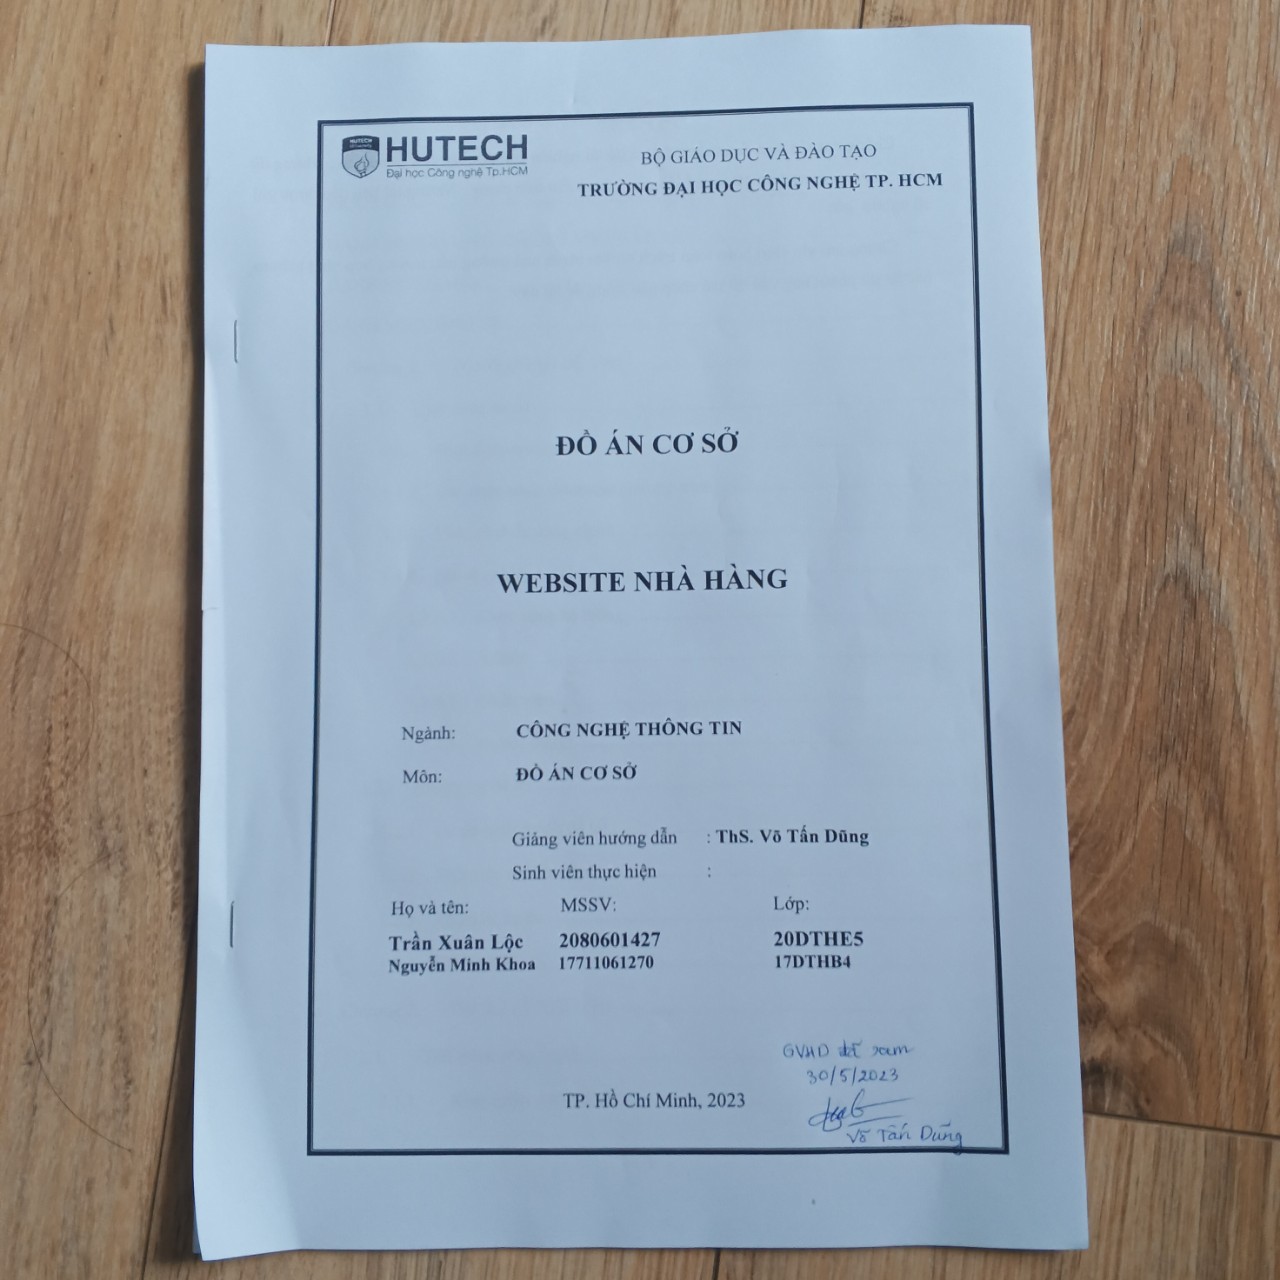 HUTECH
HUTECH
Đại học Công nghệ Tp.HCM
BỘ GIÁO DỤC VÀ ĐÀO TẠO
TRƯỜNG ĐẠI HỌC CÔNG NGHỆ TP. HCM
ĐỒ ÁN CƠ SỞ
WEBSITE NHÀ HÀNG
Ngành: CÔNG NGHỆ THÔNG TIN
Môn: ĐỒ ÁN CƠ SỞ
Giảng viên hướng dẫn : ThS. Võ Tấn Dũng
Sinh viên thực hiện :
Họ và tên: MSSV: Lớp:
Trần Xuân Lộc 2080601427 20DTHE5
Nguyễn Minh Khoa 17711061270 17DTHB4
GVHD đã xem
30/5/2023
TP. Hồ Chí Minh, 2023
Võ Tấn Dũng